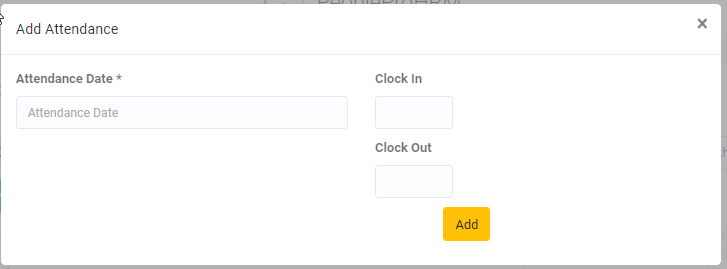 Add Attendance
×
Attendance Date *
Attendance Date
Clock In
Clock Out
Add